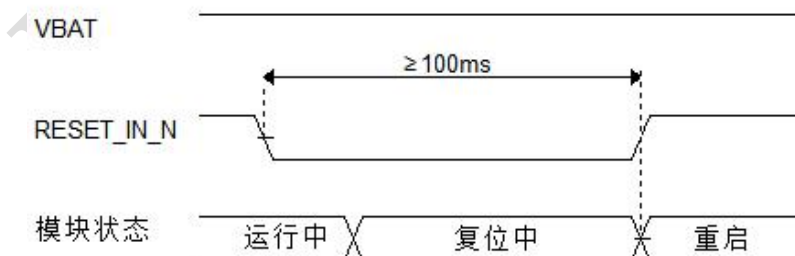 VBAT
≥100ms
RESET_IN_N
模块状态
运行中
复位中
重启